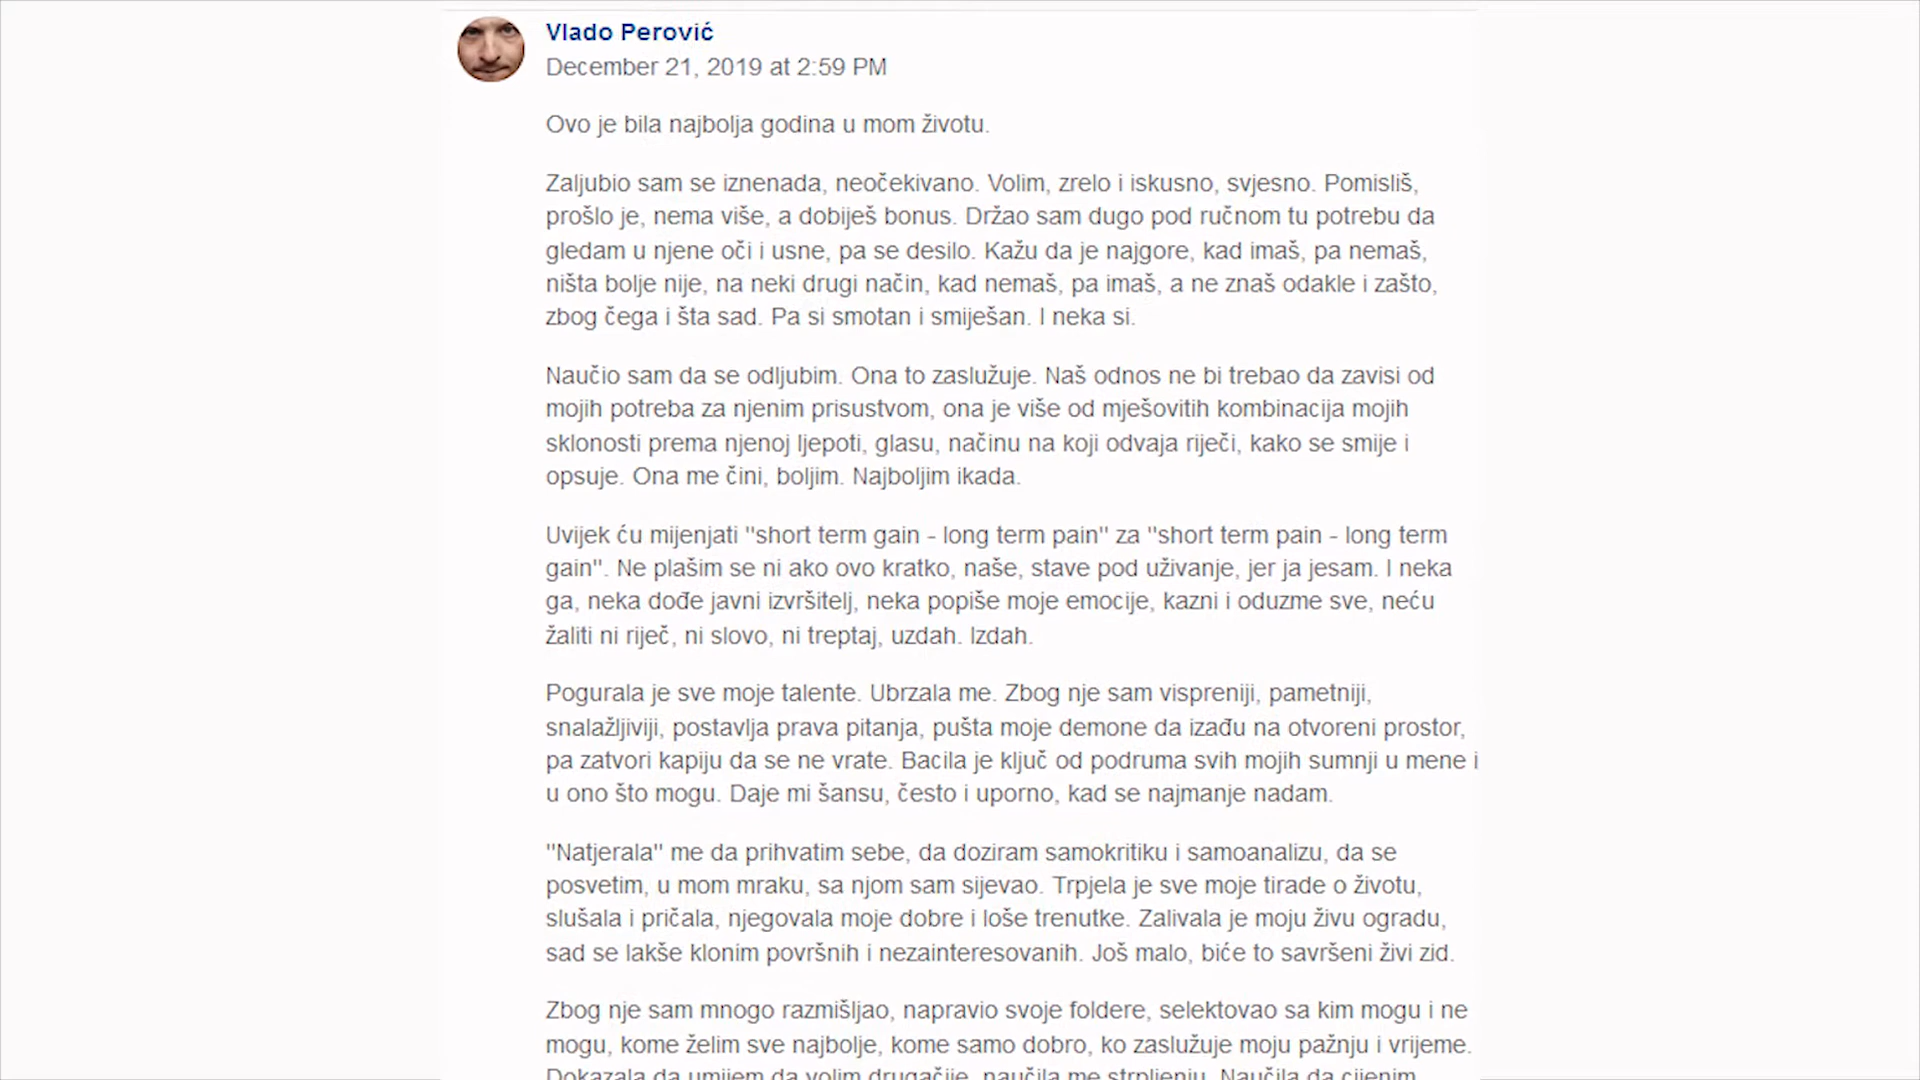 Vlado Perović
December 21, 2019 at 2:59 PM
Ovo je bila najbolja godina u mom životu.
Zaljubio sam se iznenada, neočekivano. Volim, zrelo i iskusno, svjesno. Pomisliš,
prošlo je, nema više, a dobiješ bonus. Držao sam dugo pod ručnom tu potrebu da
gledam u njene oči i usne, pa se desilo. Kažu da je najgore, kad imaš, pa nemaš,
ništa bolje nije, na neki drugi način, kad nemaš, pa imaš, a ne znaš odakle i zašto,
zbog čega i šta sad. Pa si smotan i smiješan. I neka si.
Naučio sam da se odljubim. Ona to zaslužuje. Naš odnos ne bi trebao da zavisi od
mojih potreba za njenim prisustvom, ona je više od mješovitih kombinacija mojih
sklonosti prema njenoj ljepoti, glasu, načinu na koji odvaja riječi, kako se smije i
opsuje. Ona me čini, boljim. Najboljim ikada.
Uvijek ću mijenjati "short term gain - long term pain" za "short term pain - long term
gain". Ne plašim se ni ako ovo kratko, naše, stave pod uživanje, jer ja jesam. I neka
ga, neka dođe javni izvršitelj, neka popiše moje emocije, kazni i oduzme sve, neću
žaliti ni riječ, ni slovo, ni treptaj, uzdah. Izdah.
Pogurala je sve moje talente. Ubrzala me. Zbog nje sam vispreniji, pametniji,
snalažljiviji, postavlja prava pitanja, pušta moje demone da izađu na otvoreni prostor,
pa zatvori kapiju da se ne vrate. Bacila je ključ od podruma svih mojih sumnji u mene i
u ono što mogu. Daje mi šansu, često i uporno, kad se najmanje nadam.
"Natjerala" me da prihvatim sebe, da doziram samokritiku i samoanalizu, da se
posvetim, u mom mraku, sa njom sam sijevao. Trpjela je sve moje tirade o životu,
slušala i pričala, njegovala moje dobre i loše trenutke. Zalivala je moju živu ogradu,
sad se lakše klonim površnih i nezainteresovanih. Još malo, biće to savršeni živi zid.
Zbog nje sam mnogo razmišljao, napravio svoje foldere, selektovao sa kim mogu i ne
mogu, kome želim sve najbolje, kome samo dobro, ko zaslužuje moju pažnju i vrijeme.
Dokazala da umijem da volim drugačije, naučila me strpljenju. Naučila da cijenim